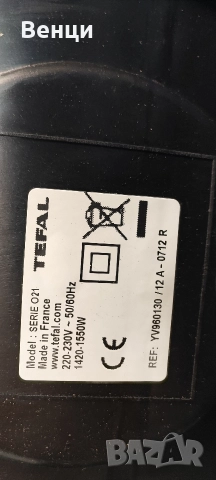 Венци
TEFAL
Model : SERIE O21
Made in France
www.tefal.com
220-230V ~ 50/60Hz
1420-1550W
CE
REF: YV960130 / 12 A - 0712 R
BAZAR